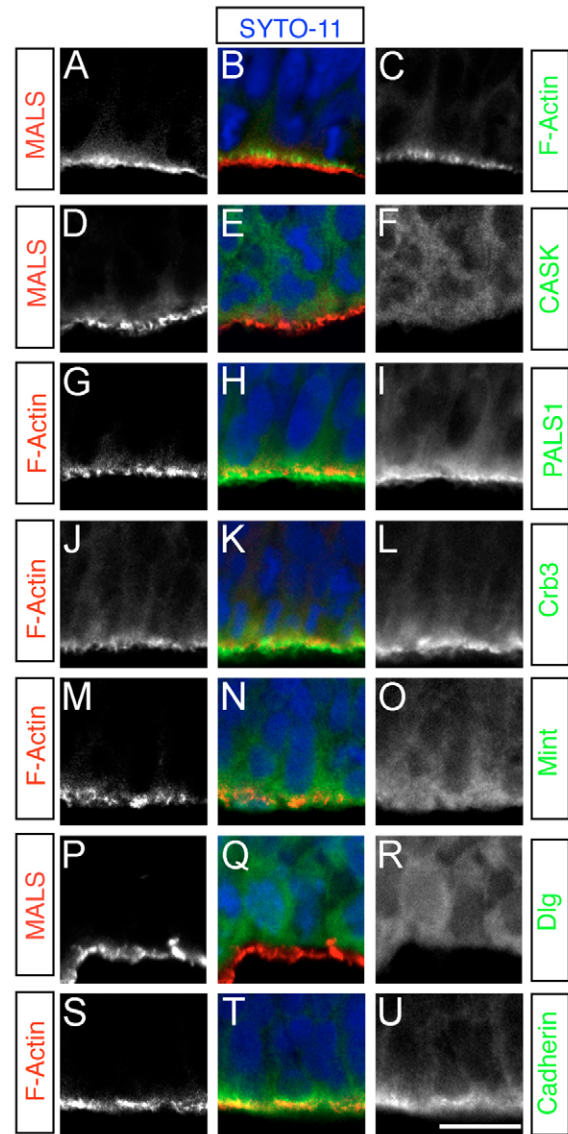 SYTO-11
MALS A B C F-Actin
MALS D E F CASK
F-Actin G H I PALS1
F-Actin J K L Crb3
F-Actin M N O Mint
MALS P Q R Dlg
F-Actin S T U Cadherin